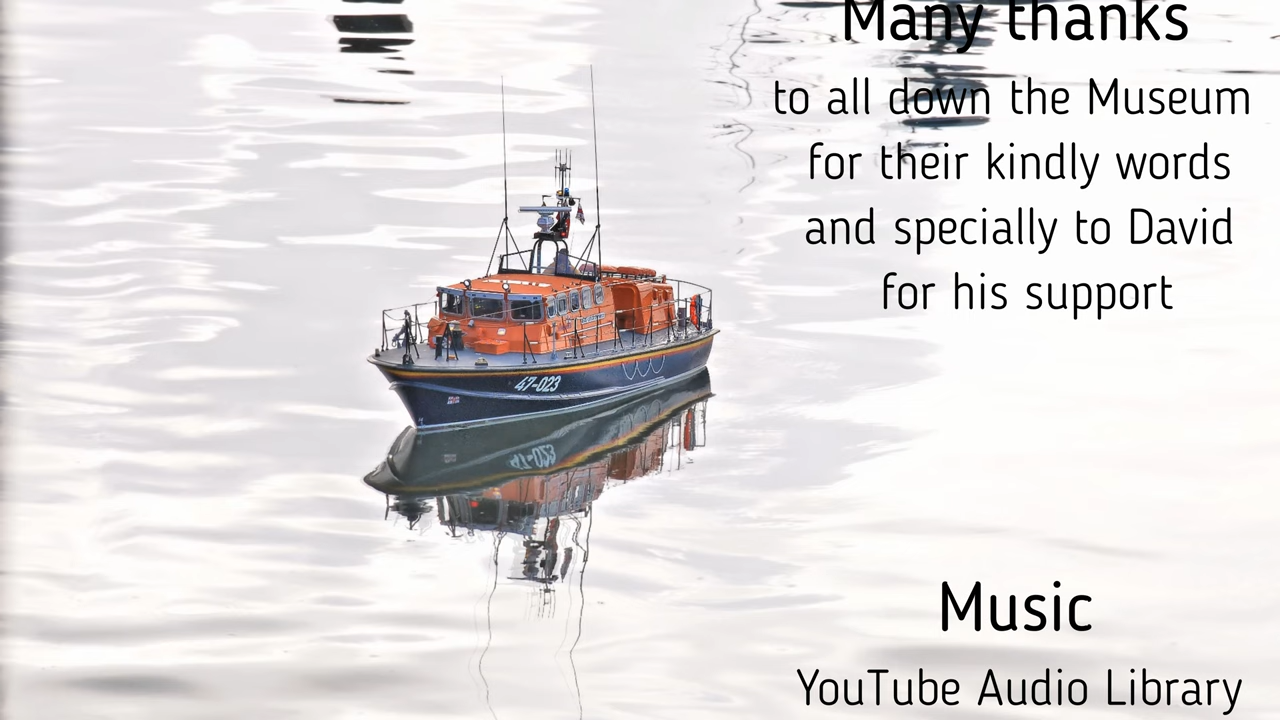 Many thanks
to all down the Museum
for their kindly words
and specially to David
for his support
47-023
Music
YouTube Audio Library